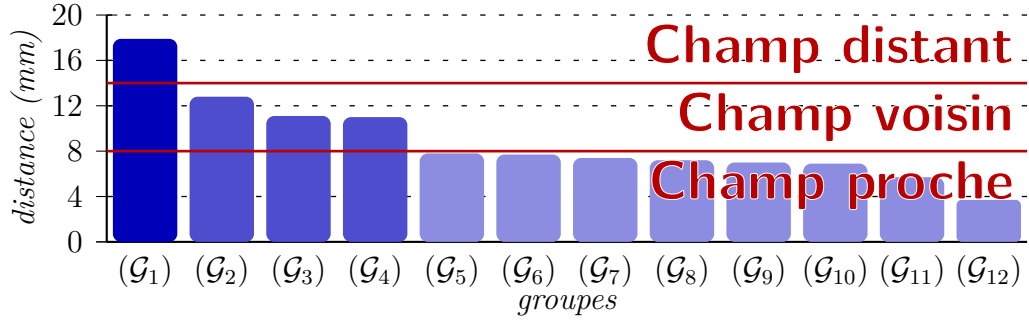 20
Champ distant
16
12
Champ voisin
8
Champ proche
4
0
distance (mm)
(𝒢₁) (𝒢₂) (𝒢₃) (𝒢₄) (𝒢₅) (𝒢₆) (𝒢₇) (𝒢₈) (𝒢₉) (𝒢₁₀) (𝒢₁₁) (𝒢₁₂)
groupes